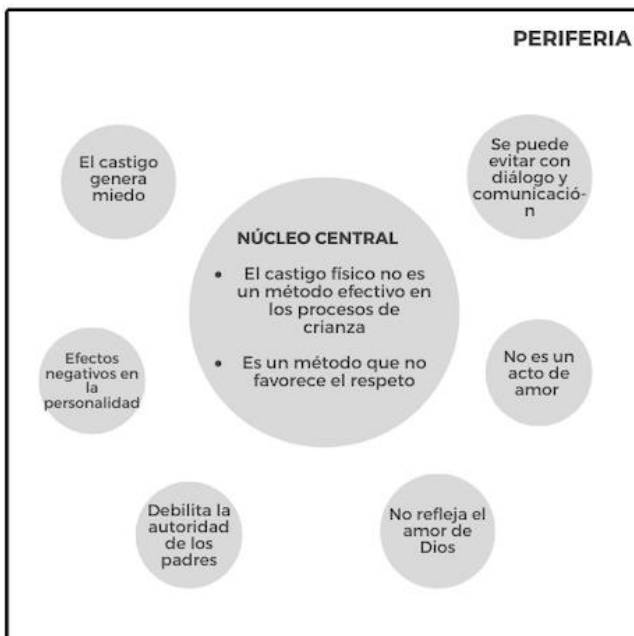 PERIFERIA
El castigo
genera
miedo
Se puede
evitar con
diálogo y
comunicació-
n
NÚCLEO CENTRAL
• El castigo físico no es
un método efectivo en
los procesos de
crianza
• Es un método que no
favorece el respeto
Efectos
negativos en
la
personalidad
No es un
acto de
amor
Debilita la
autoridad
de los
padres
No refleja el
amor de
Dios